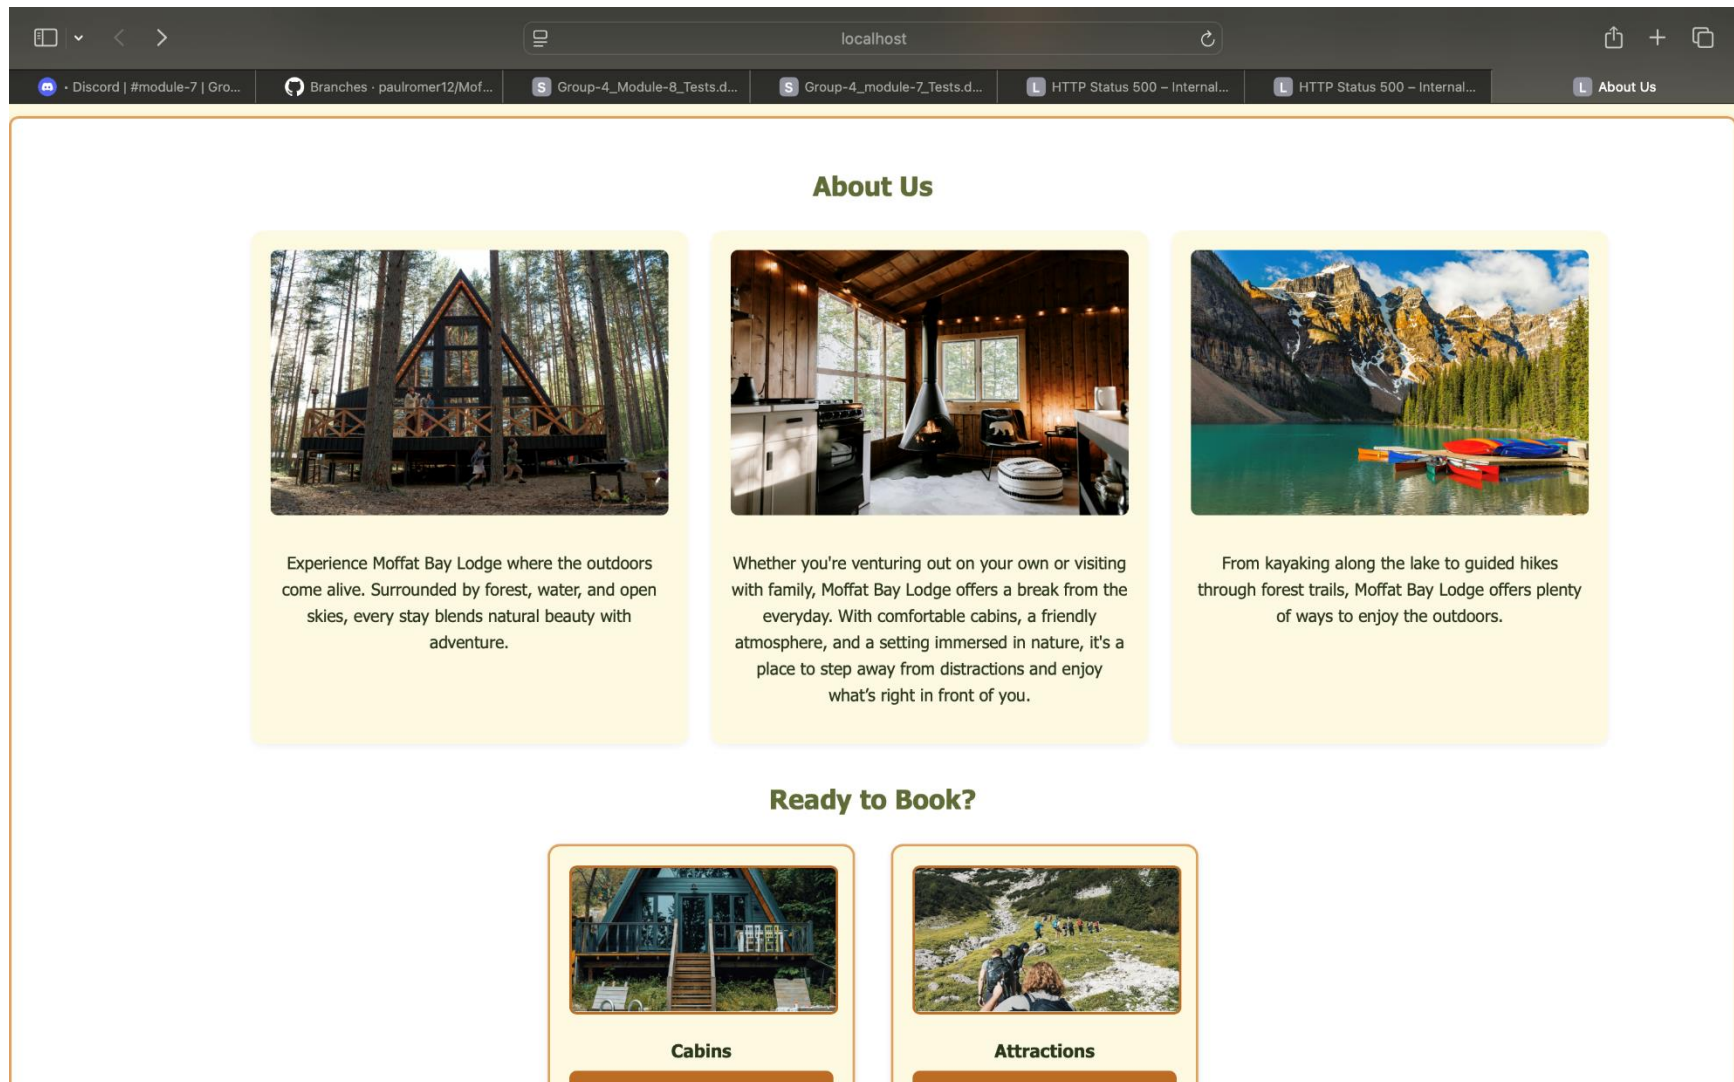 localhost
• Discord | #module-7 | Gro...
Branches · paulromer12/Mof...
S Group-4_Module-8_Tests.d...
S Group-4_module-7_Tests.d...
L HTTP Status 500 – Internal...
L HTTP Status 500 – Internal...
L About Us
About Us
Experience Moffat Bay Lodge where the outdoors
come alive. Surrounded by forest, water, and open
skies, every stay blends natural beauty with
adventure.
Whether you're venturing out on your own or visiting
with family, Moffat Bay Lodge offers a break from the
everyday. With comfortable cabins, a friendly
atmosphere, and a setting immersed in nature, it's a
place to step away from distractions and enjoy
what’s right in front of you.
From kayaking along the lake to guided hikes
through forest trails, Moffat Bay Lodge offers plenty
of ways to enjoy the outdoors.
Ready to Book?
Cabins
Attractions